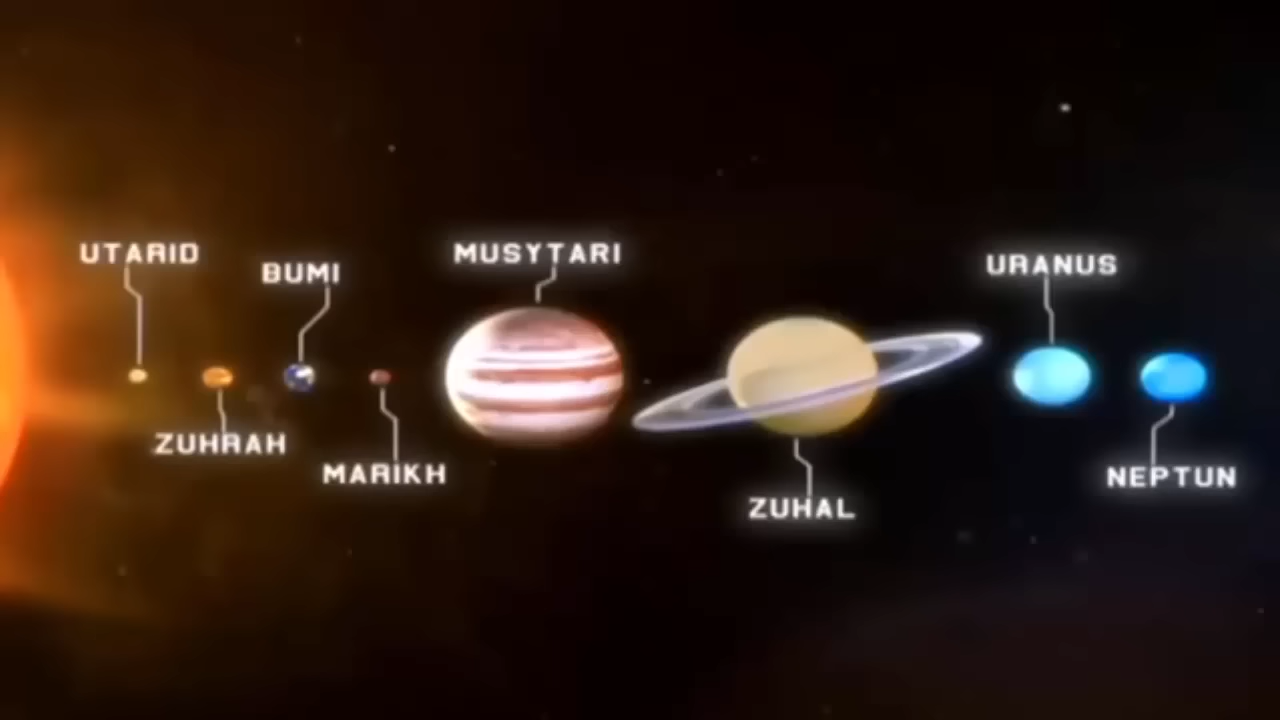 UTARID
ZUHRAH
BUMI
MARIKH
MUSYTARI
ZUHAL
URANUS
NEPTUN